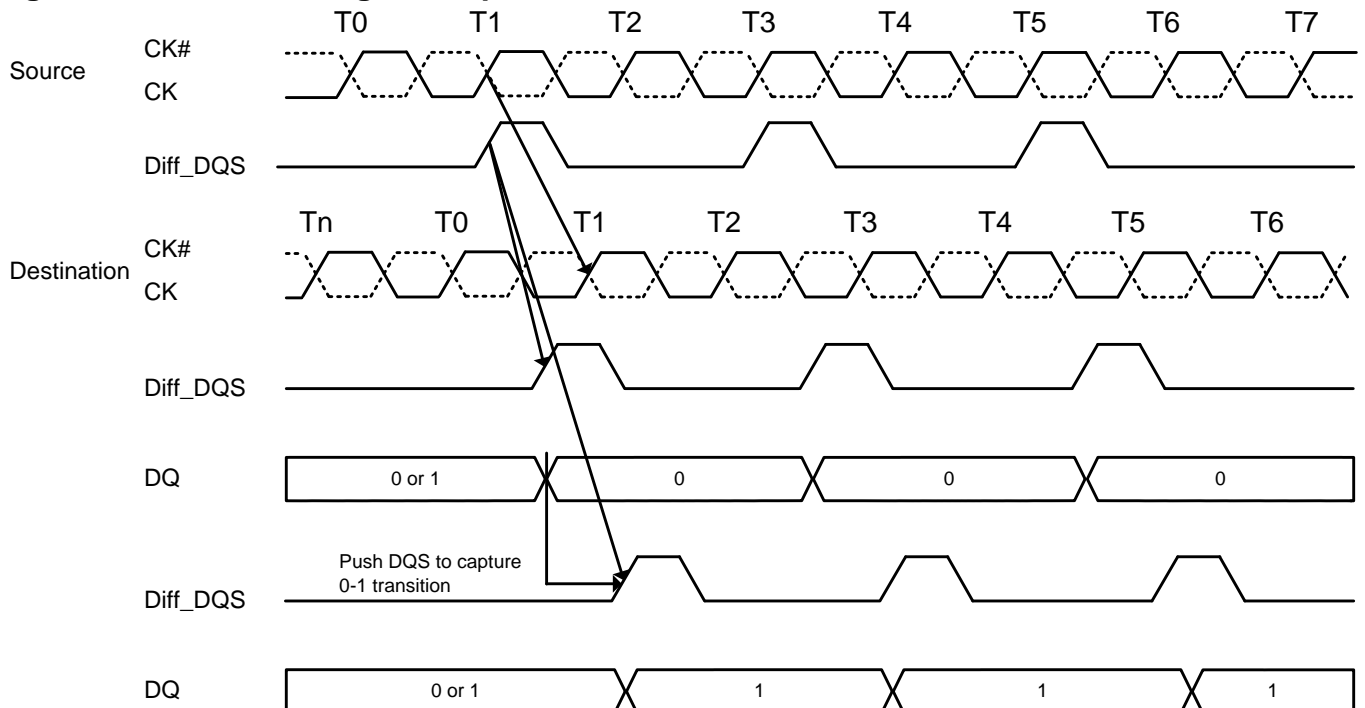 T0 T1 T2 T3 T4 T5 T6 T7
CK#
Source
CK
Diff_DQS
Tn T0 T1 T2 T3 T4 T5 T6
CK#
Destination
CK
Diff_DQS
DQ 0 or 1 0 0 0
Push DQS to capture
0-1 transition
Diff_DQS
DQ 0 or 1 1 1 1